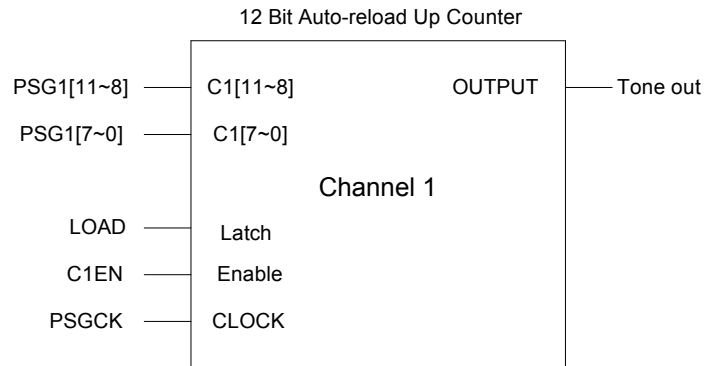 12 Bit Auto-reload Up Counter
PSG1[11~8] C1[11~8] OUTPUT Tone out
PSG1[7~0] C1[7~0]
Channel 1
LOAD Latch
C1EN Enable
PSGCK CLOCK